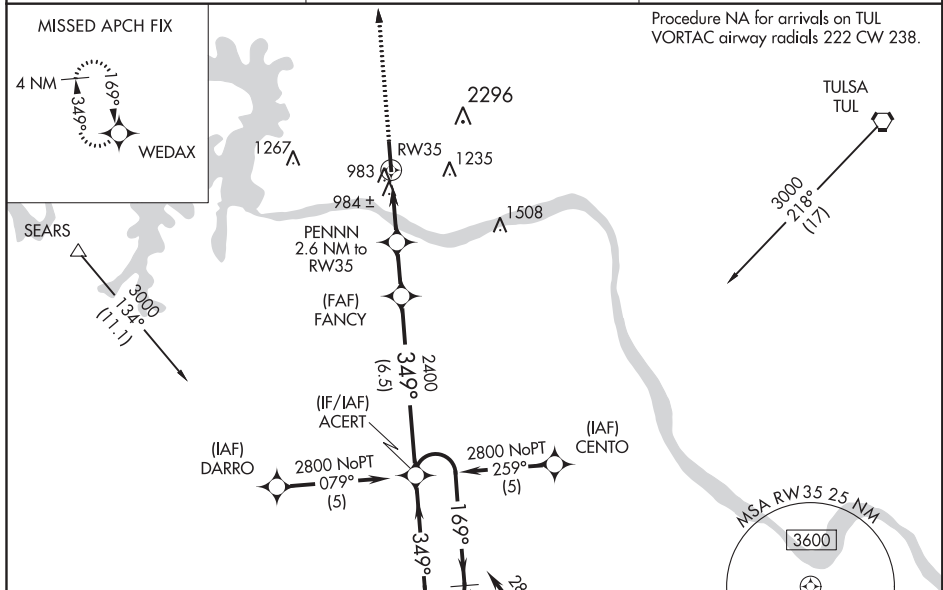 MISSED APCH FIX
4 NM
169°
349°
WEDAX
Procedure NA for arrivals on TUL
VORTAC airway radials 222 CW 238.
TULSA
TUL
3000
218°
(17)
2296
1267
RW35
983
1235
984 ±
1508
SEARS
3000
134°
(11.1)
PENNN
2.6 NM to
RW35
(FAF)
FANCY
2400
349°
(6.5)
(IF/IAF)
ACERT
(IAF)
DARRO
2800 NoPT
079°
(5)
(IAF)
CENTO
2800 NoPT
259°
(5)
349°
169°
MSA RW35 25 NM
3600